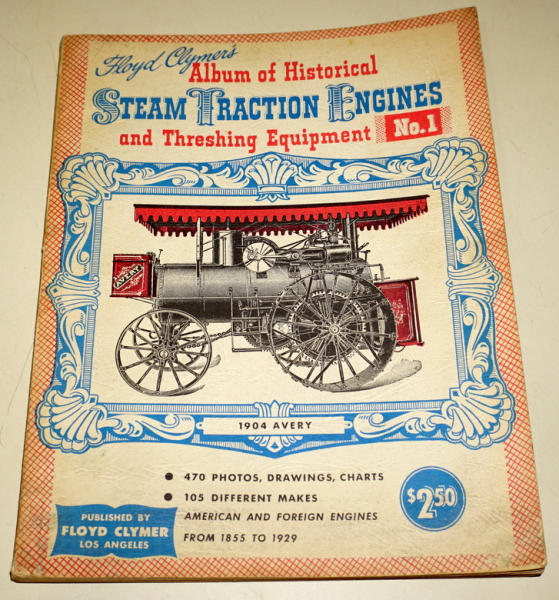 Floyd Clymer's
Album of Historical
STEAM TRACTION ENGINES
and Threshing Equipment No.1
AVERY
1904 AVERY
• 470 PHOTOS, DRAWINGS, CHARTS
• 105 DIFFERENT MAKES
AMERICAN AND FOREIGN ENGINES
FROM 1855 TO 1929
$2.50
PUBLISHED BY
FLOYD CLYMER
LOS ANGELES